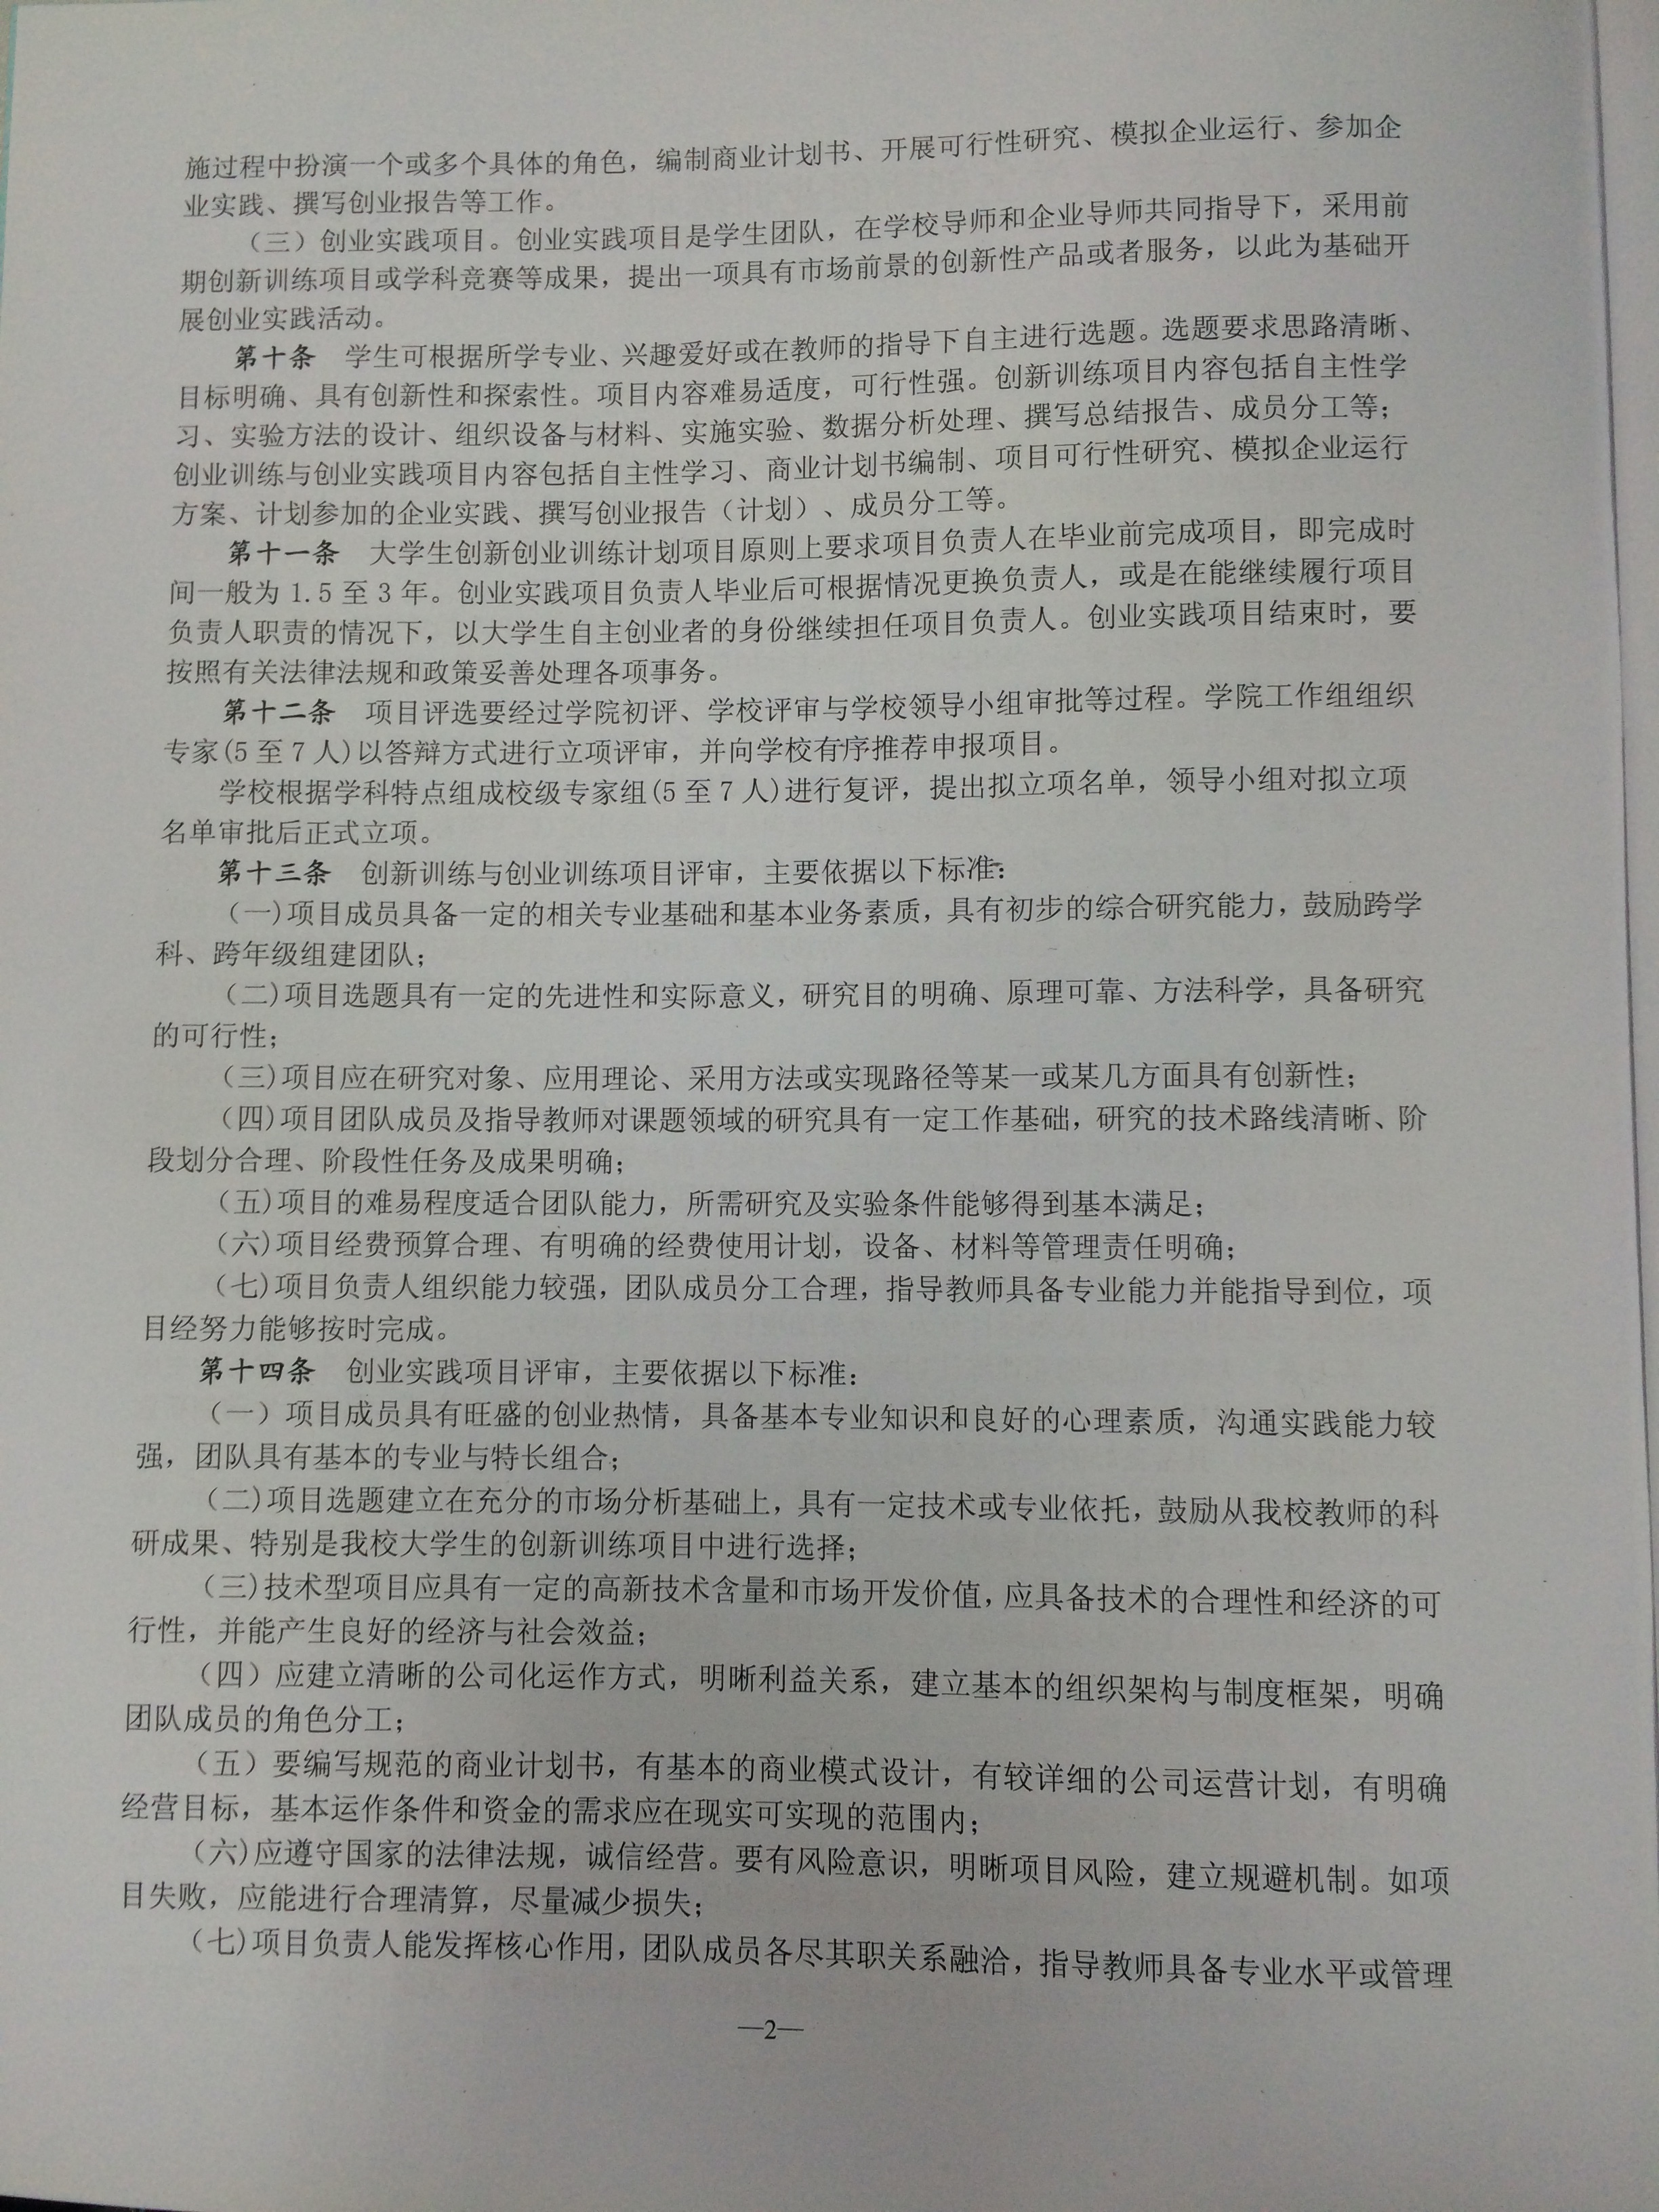 施过程中扮演一个或多个具体的角色，编制商业计划书、开展可行性研究、模拟企业运行、参加企
业实践、撰写创业报告等工作。
（三）创业实践项目。创业实践项目是学生团队，在学校导师和企业导师共同指导下，采用前
期创新训练项目或学科竞赛等成果，提出一项具有市场前景的创新性产品或者服务，以此为基础开
展创业实践活动。
第十条　学生可根据所学专业、兴趣爱好或在教师的指导下自主进行选题。选题要求思路清晰、
目标明确、具有创新性和探索性。项目内容难易适度，可行性强。创新训练项目内容包括自主性学
习、实验方法的设计、组织设备与材料、实施实验、数据分析处理、撰写总结报告、成员分工等；
创业训练与创业实践项目内容包括自主性学习、商业计划书编制、项目可行性研究、模拟企业运行
方案、计划参加的企业实践、撰写创业报告（计划）、成员分工等。
第十一条　大学生创新创业训练计划项目原则上要求项目负责人在毕业前完成项目，即完成时
间一般为 1.5 至 3 年。创业实践项目负责人毕业后可根据情况更换负责人，或是在能继续履行项目
负责人职责的情况下，以大学生自主创业者的身份继续担任项目负责人。创业实践项目结束时，要
按照有关法律法规和政策妥善处理各项事务。
第十二条　项目评选要经过学院初评、学校评审与学校领导小组审批等过程。学院工作组组织
专家(5 至 7 人)以答辩方式进行立项评审，并向学校有序推荐申报项目。
学校根据学科特点组成校级专家组(5 至 7 人)进行复评，提出拟立项名单，领导小组对拟立项
名单审批后正式立项。
第十三条　创新训练与创业训练项目评审，主要依据以下标准：
（一)项目成员具备一定的相关专业基础和基本业务素质，具有初步的综合研究能力，鼓励跨学
科、跨年级组建团队；
（二)项目选题具有一定的先进性和实际意义，研究目的明确、原理可靠、方法科学，具备研究
的可行性；
（三)项目应在研究对象、应用理论、采用方法或实现路径等某一或某几方面具有创新性；
（四)项目团队成员及指导教师对课题领域的研究具有一定工作基础，研究的技术路线清晰、阶
段划分合理、阶段性任务及成果明确；
（五)项目的难易程度适合团队能力，所需研究及实验条件能够得到基本满足；
（六)项目经费预算合理、有明确的经费使用计划，设备、材料等管理责任明确；
（七)项目负责人组织能力较强，团队成员分工合理，指导教师具备专业能力并能指导到位，项
目经努力能够按时完成。
第十四条　创业实践项目评审，主要依据以下标准：
（一）项目成员具有旺盛的创业热情，具备基本专业知识和良好的心理素质，沟通实践能力较
强，团队具有基本的专业与特长组合；
（二)项目选题建立在充分的市场分析基础上，具有一定技术或专业依托，鼓励从我校教师的科
研成果、特别是我校大学生的创新训练项目中进行选择；
（三)技术型项目应具有一定的高新技术含量和市场开发价值，应具备技术的合理性和经济的可
行性，并能产生良好的经济与社会效益；
（四）应建立清晰的公司化运作方式，明晰利益关系，建立基本的组织架构与制度框架，明确
团队成员的角色分工；
（五）要编写规范的商业计划书，有基本的商业模式设计，有较详细的公司运营计划，有明确
经营目标，基本运作条件和资金的需求应在现实可实现的范围内；
（六)应遵守国家的法律法规，诚信经营。要有风险意识，明晰项目风险，建立规避机制。如项
目失败，应能进行合理清算，尽量减少损失；
（七)项目负责人能发挥核心作用，团队成员各尽其职关系融洽，指导教师具备专业水平或管理
—2—